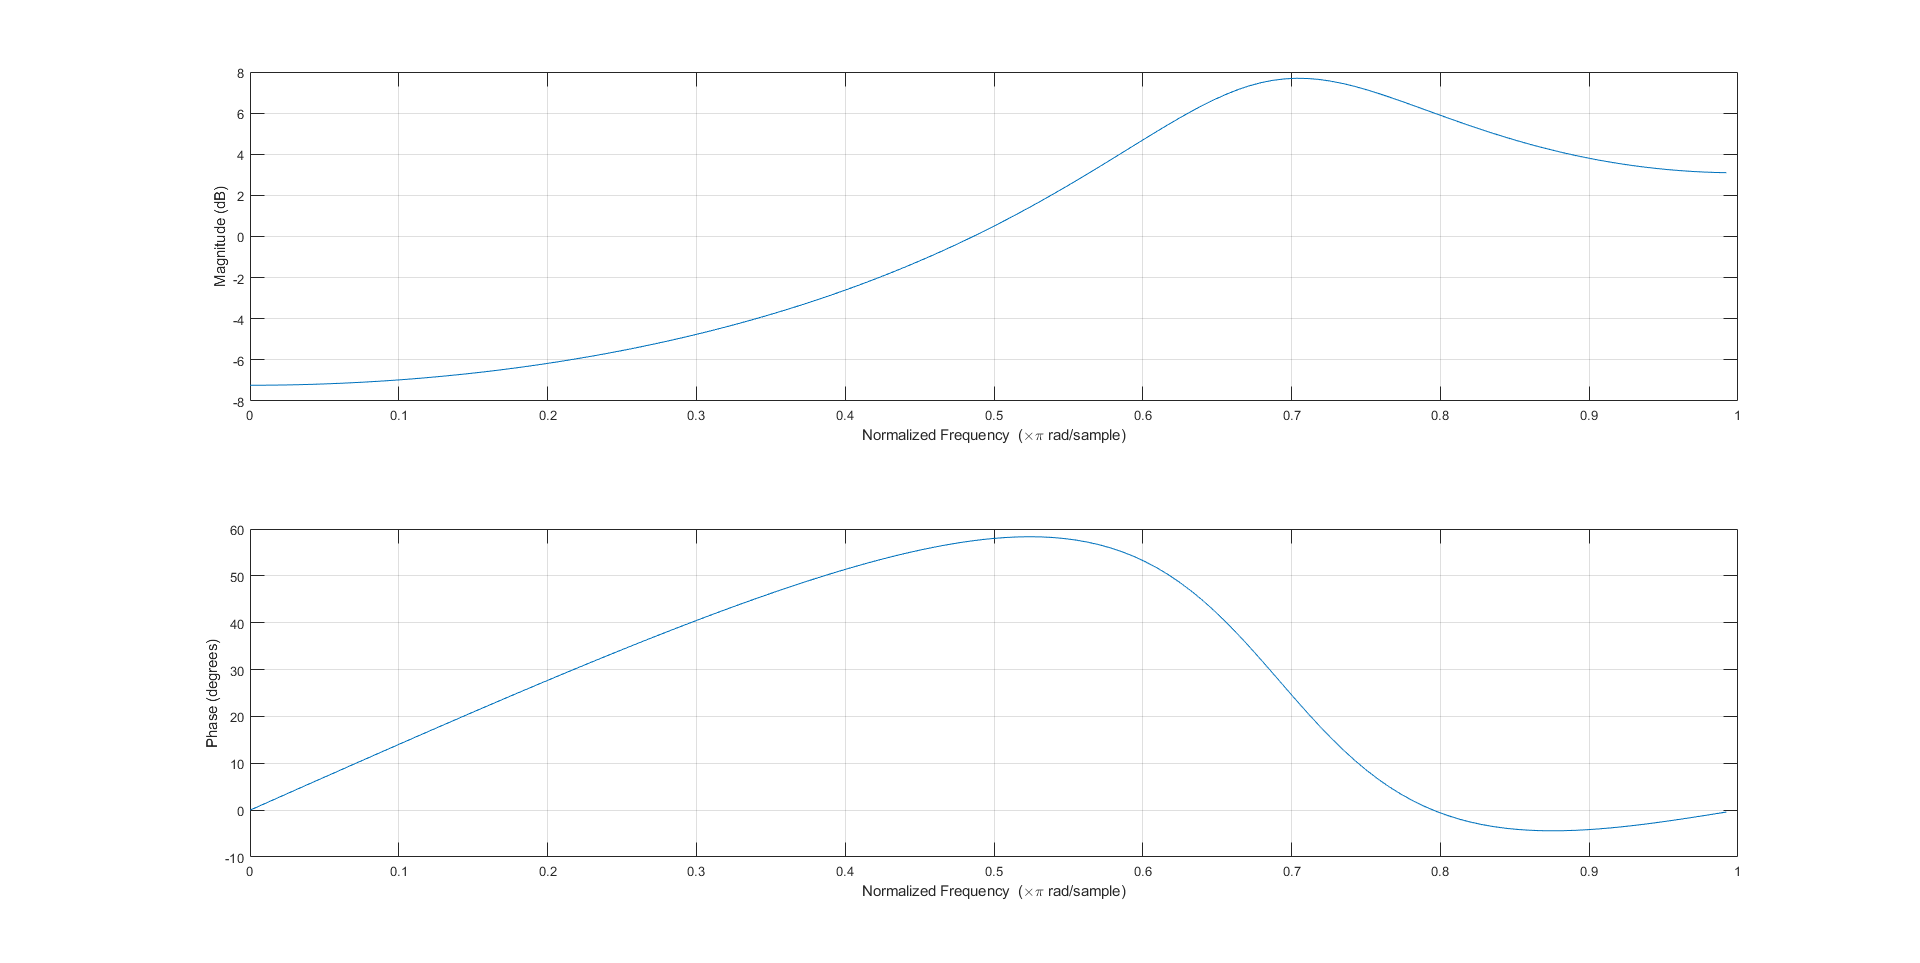 8
6
4
2
0
-2
-4
-6
-8
Magnitude (dB)
0 0.1 0.2 0.3 0.4 0.5 0.6 0.7 0.8 0.9 1
Normalized Frequency (×π rad/sample)
60
50
40
30
20
10
0
-10
Phase (degrees)
0 0.1 0.2 0.3 0.4 0.5 0.6 0.7 0.8 0.9 1
Normalized Frequency (×π rad/sample)